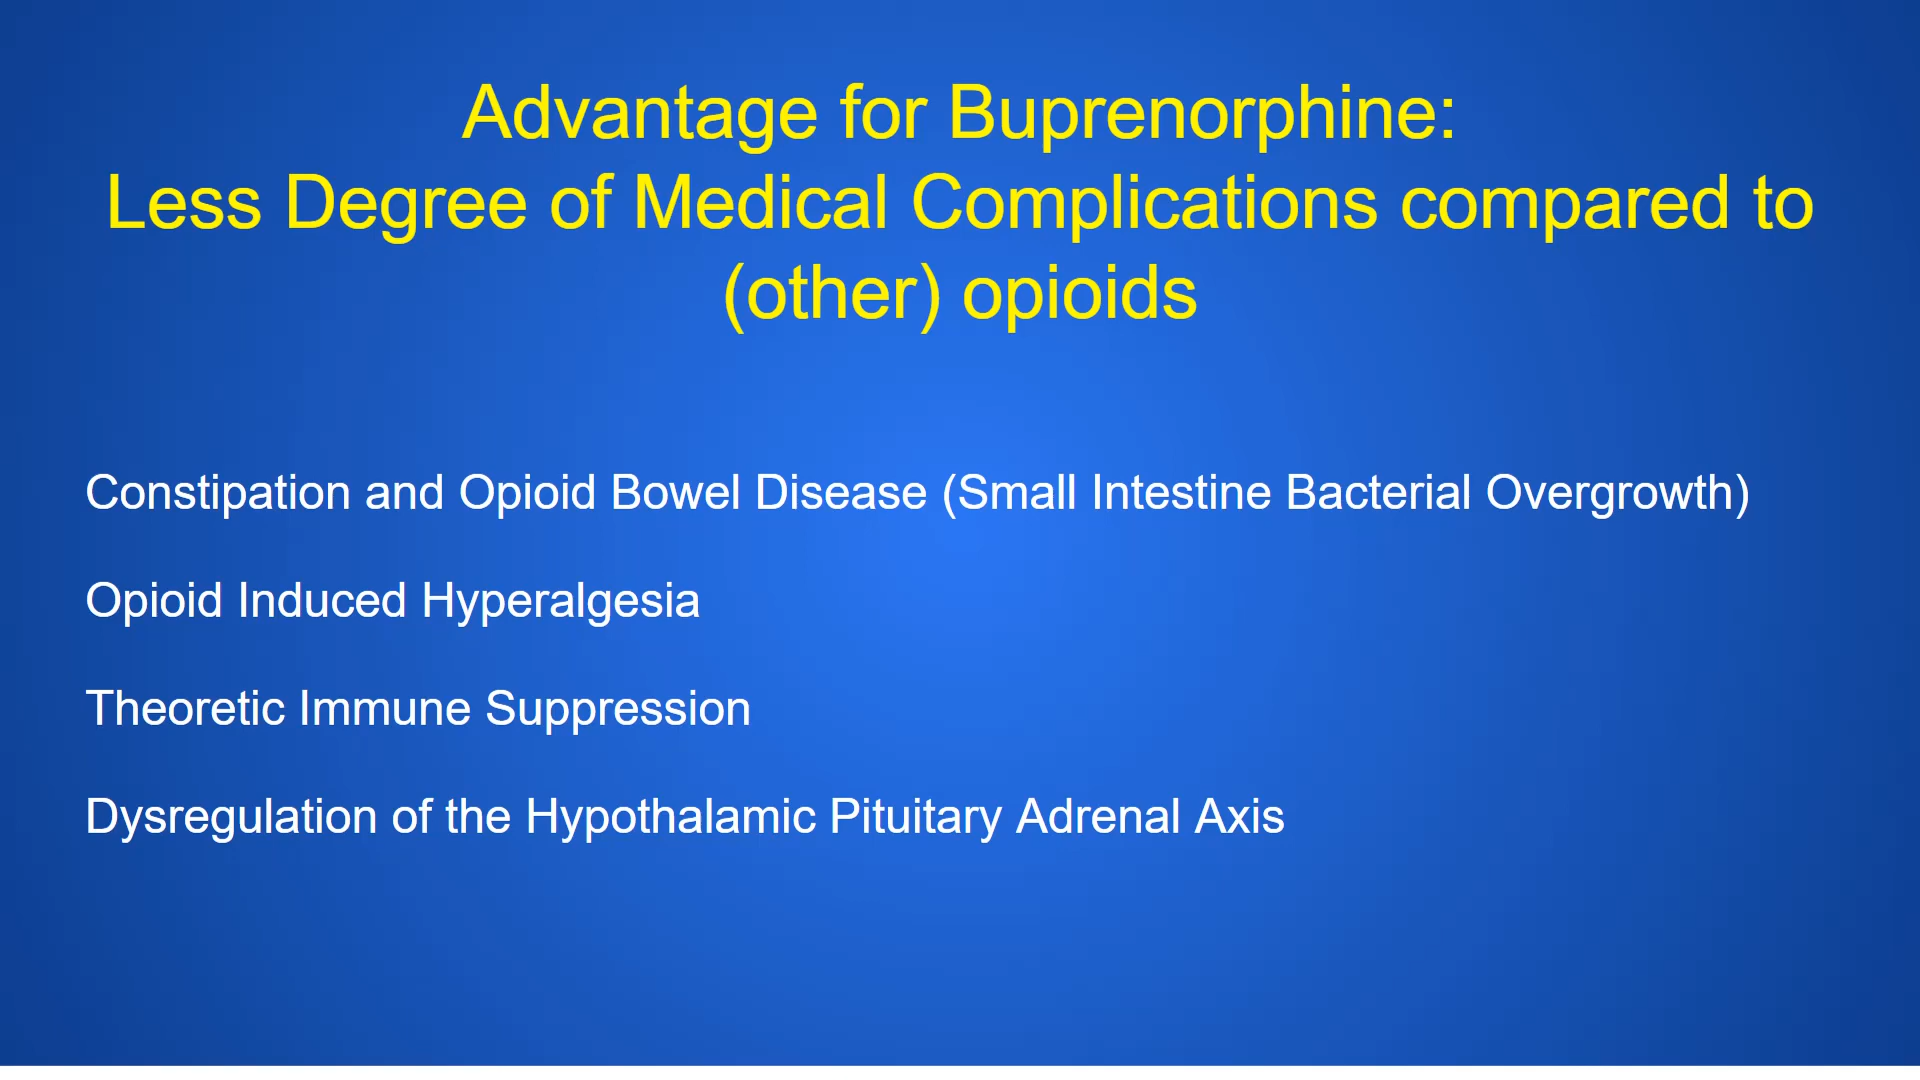 Advantage for Buprenorphine:
Less Degree of Medical Complications compared to
(other) opioids
Constipation and Opioid Bowel Disease (Small Intestine Bacterial Overgrowth)
Opioid Induced Hyperalgesia
Theoretic Immune Suppression
Dysregulation of the Hypothalamic Pituitary Adrenal Axis